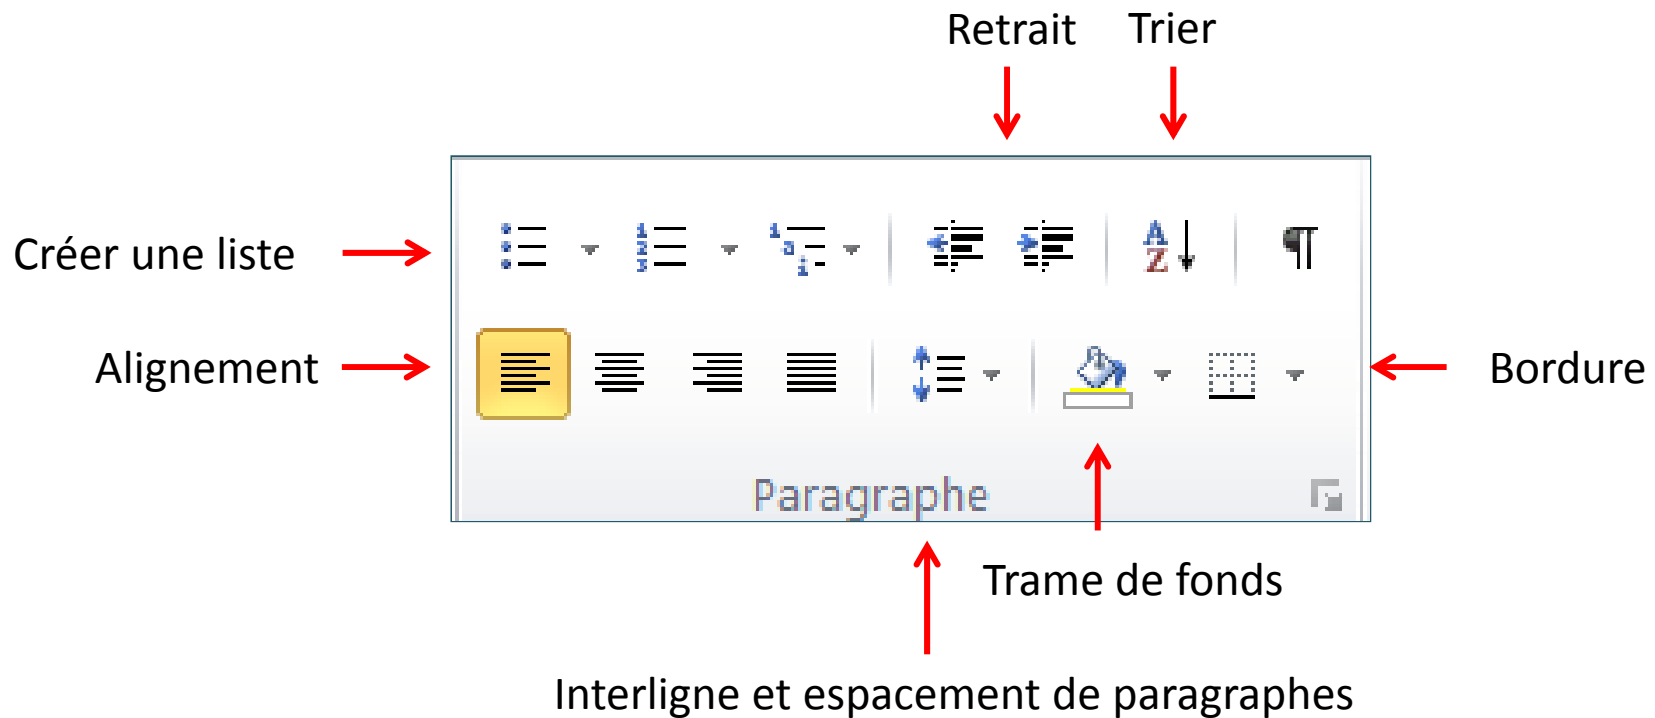 Retrait
Trier
Créer une liste
Alignement
Bordure
Paragraphe
Trame de fonds
Interligne et espacement de paragraphes